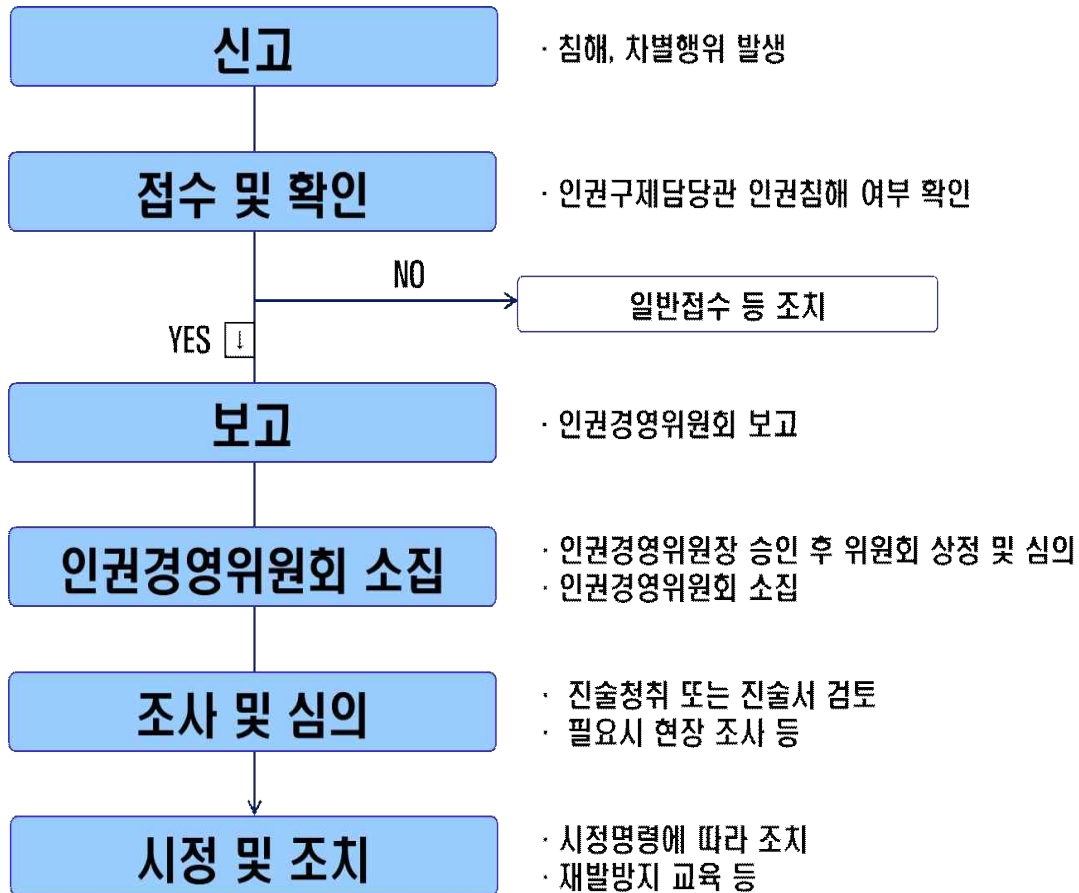 신고
· 침해, 차별행위 발생
접수 및 확인
· 인권구제담당관 인권침해 여부 확인
NO
일반접수 등 조치
YES ↓
보고
· 인권경영위원회 보고
인권경영위원회 소집
· 인권경영위원장 승인 후 위원회 상정 및 심의
· 인권경영위원회 소집
조사 및 심의
· 진술청취 또는 진술서 검토
· 필요시 현장 조사 등
시정 및 조치
· 시정명령에 따라 조치
· 재발방지 교육 등